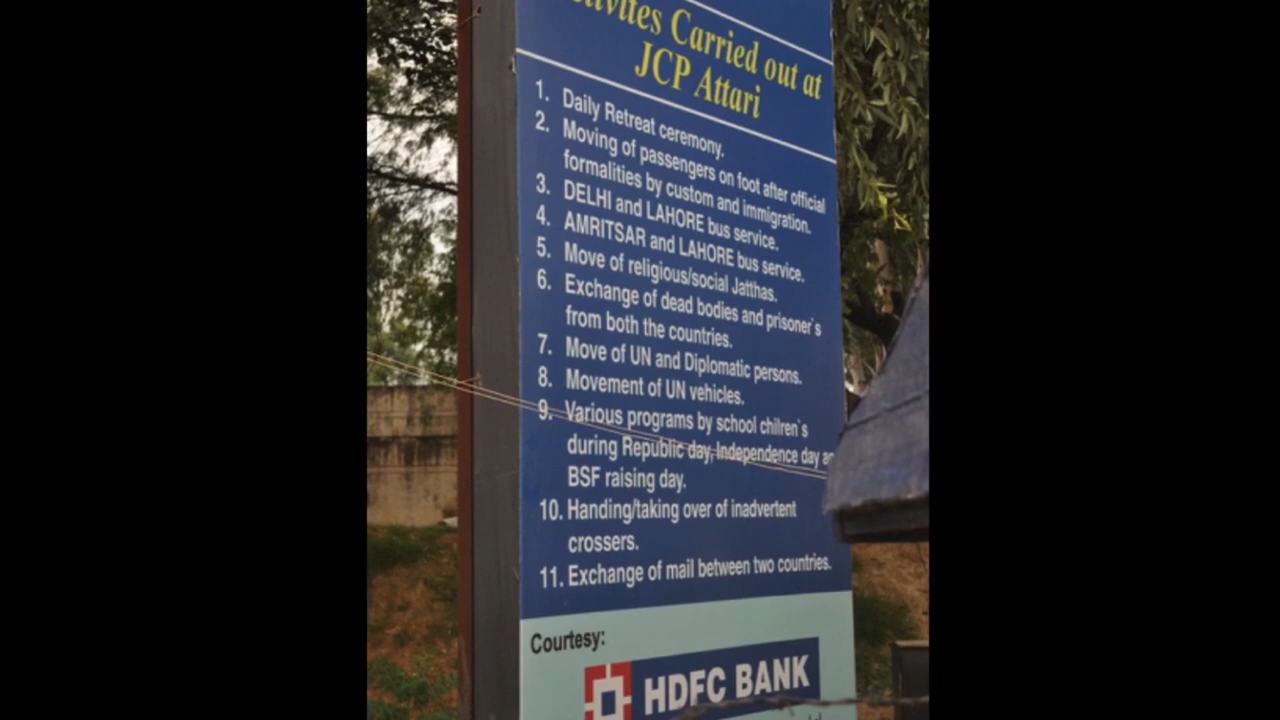 Carried out at
JCP Attari
1. Daily Retreat ceremony.
2. Moving of passengers on foot after official
formalities by custom and immigration.
3. DELHI and LAHORE bus service.
4. AMRITSAR and LAHORE bus service.
5. Move of religious/social Jatthas.
6. Exchange of dead bodies and prisoner`s
from both the countries.
7. Move of UN and Diplomatic persons.
8. Movement of UN vehicles.
9. Various programs by school chilren`s
during Republic day, Independence day
BSF raising day.
10. Handing/taking over of inadvertent
crossers.
11. Exchange of mail between two countries.
Courtesy:
HDFC BANK